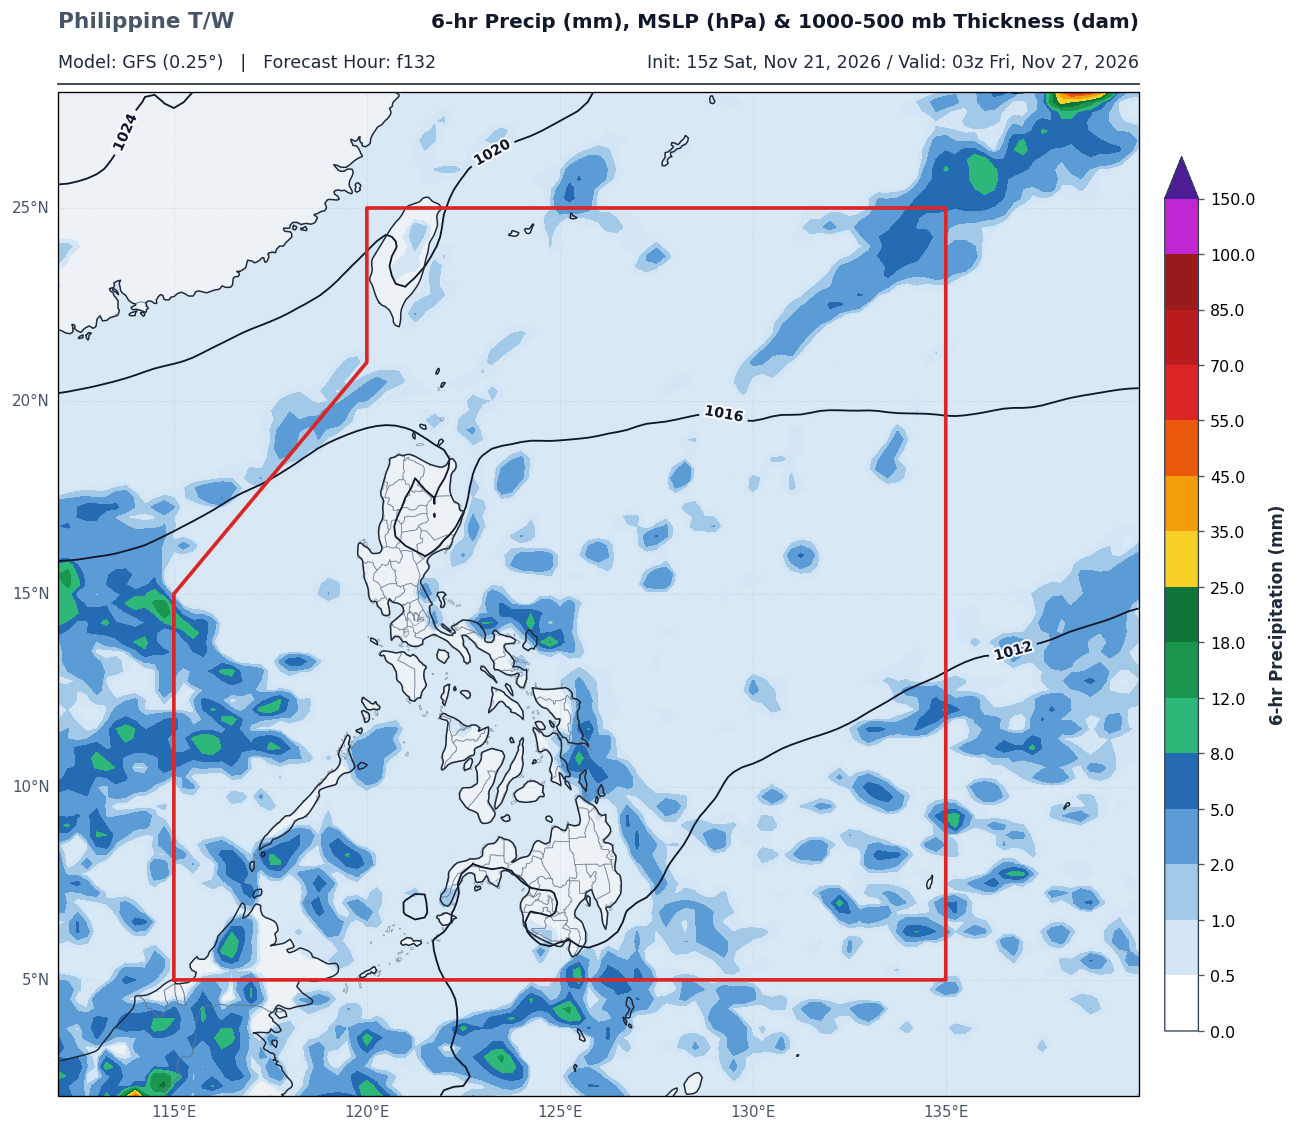 Philippine T/W
6-hr Precip (mm), MSLP (hPa) & 1000-500 mb Thickness (dam)
Model: GFS (0.25°) | Forecast Hour: f132
Init: 15z Sat, Nov 21, 2026 / Valid: 03z Fri, Nov 27, 2026
1024
1020
1016
1012
25°N
20°N
15°N
10°N
5°N
115°E
120°E
125°E
130°E
135°E
150.0
100.0
85.0
70.0
55.0
45.0
35.0
25.0
18.0
12.0
8.0
5.0
2.0
1.0
0.5
0.0
6-hr Precipitation (mm)